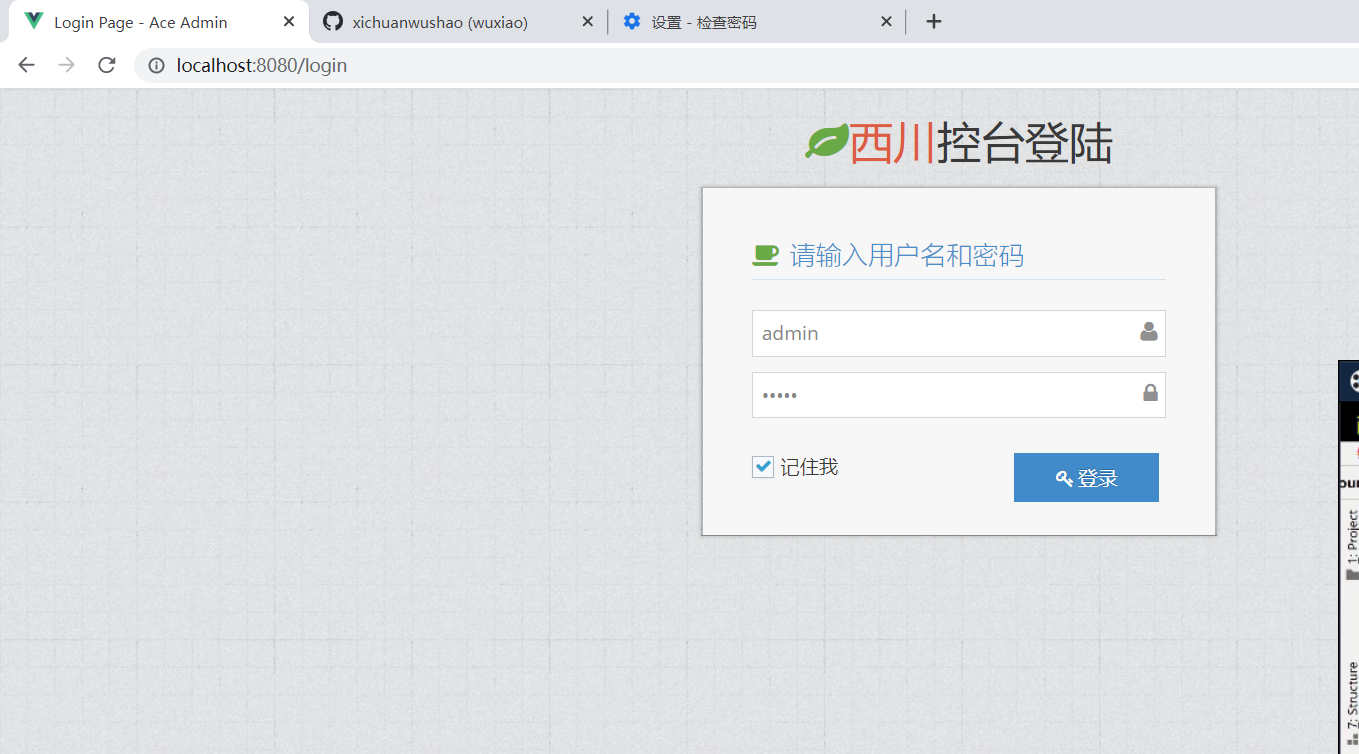 Login Page - Ace Admin
xichuanwushao (wuxiao)
设置 - 检查密码
localhost:8080/login
西川控台登陆
请输入用户名和密码
admin
•••••
记住我
登录
1: Project
7: Structure